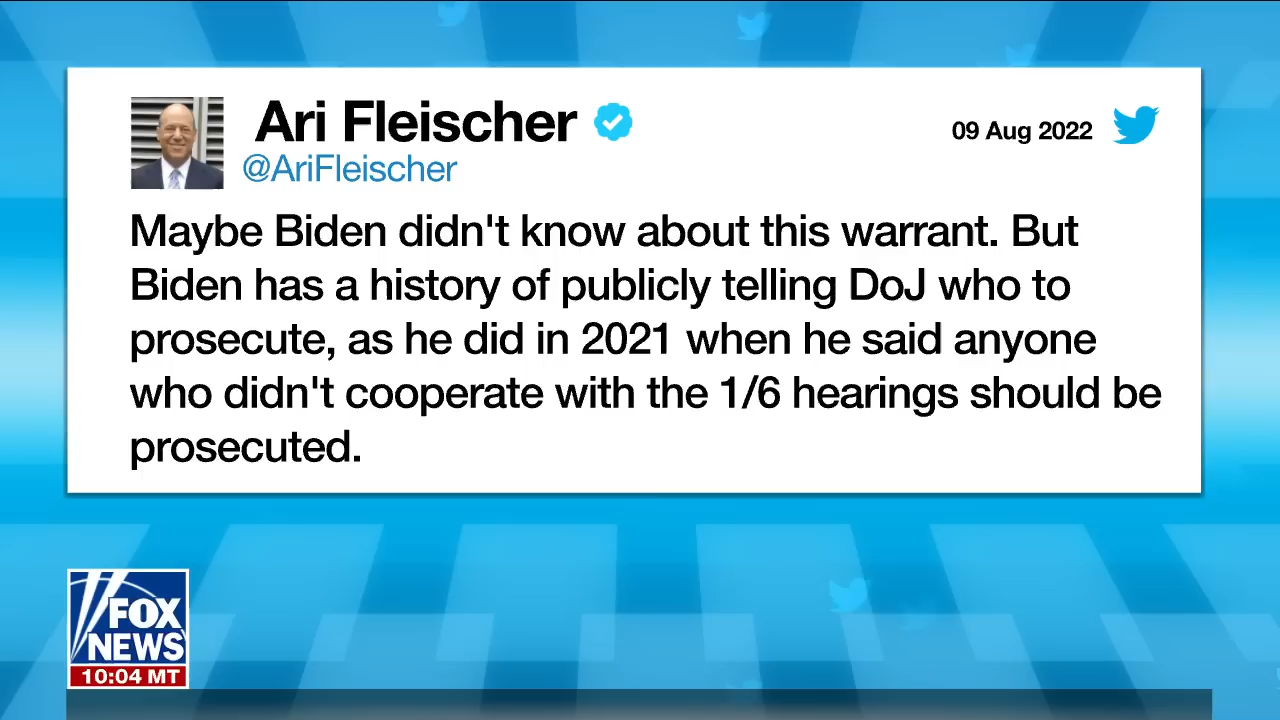 Ari Fleischer
09 Aug 2022
@AriFleischer
Maybe Biden didn't know about this warrant. But
Biden has a history of publicly telling DoJ who to
prosecute, as he did in 2021 when he said anyone
who didn't cooperate with the 1/6 hearings should be
prosecuted.
FOX
NEWS
10:04 MT